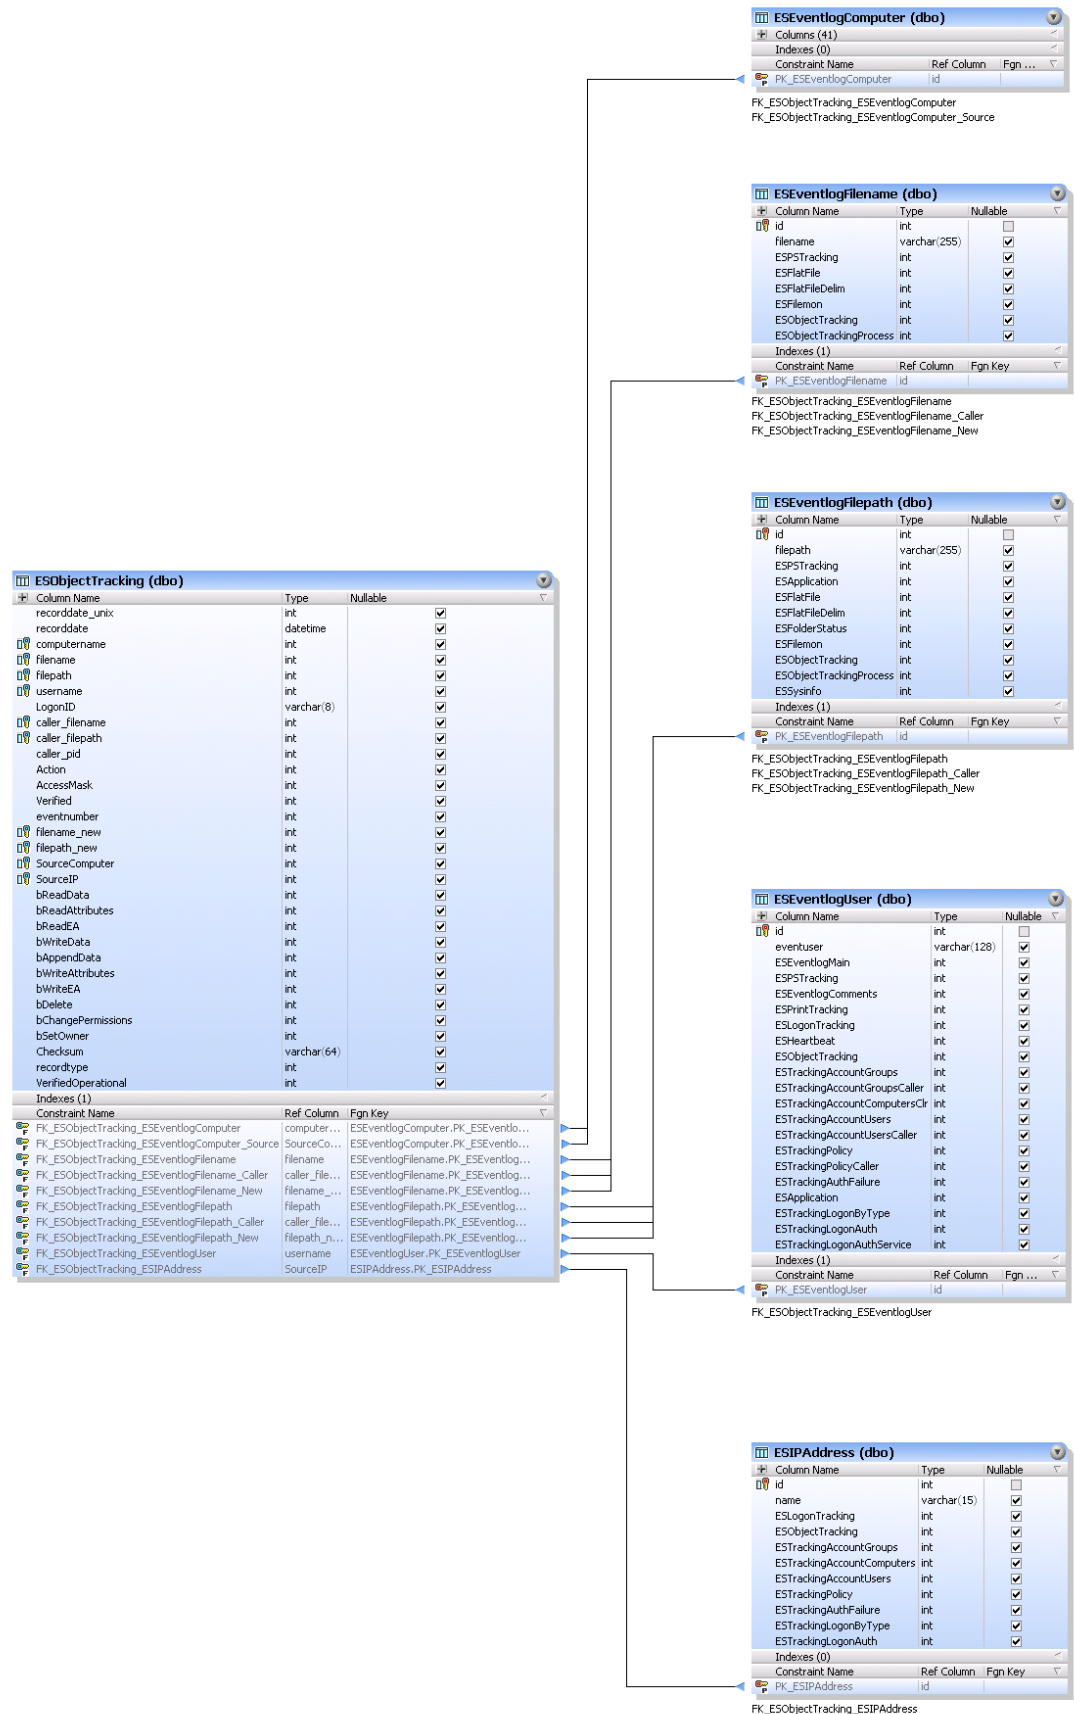 ESEventlogComputer (dbo)
Columns (41)
Indexes (0)
Constraint Name Ref Column Fgn ...
PK_ESEventlogComputer id
FK_ESObjectTracking_ESEventlogComputer
FK_ESObjectTracking_ESEventlogComputer_Source
ESEventlogFilename (dbo)
Column Name Type Nullable
id int
filename varchar(255)
ESPSTracking int
ESFlatFile int
ESFlatFileDelim int
ESFilemon int
ESObjectTracking int
ESObjectTrackingProcess int
Indexes (1)
Constraint Name Ref Column Fgn Key
PK_ESEventlogFilename id
FK_ESObjectTracking_ESEventlogFilename
FK_ESObjectTracking_ESEventlogFilename_Caller
FK_ESObjectTracking_ESEventlogFilename_New
ESEventlogFilepath (dbo)
Column Name Type Nullable
id int
filepath varchar(255)
ESPSTracking int
ESApplication int
ESFlatFile int
ESFlatFileDelim int
ESFolderStatus int
ESFilemon int
ESObjectTracking int
ESObjectTrackingProcess int
ESSysinfo int
Indexes (1)
Constraint Name Ref Column Fgn Key
PK_ESEventlogFilepath id
FK_ESObjectTracking_ESEventlogFilepath
FK_ESObjectTracking_ESEventlogFilepath_Caller
FK_ESObjectTracking_ESEventlogFilepath_New
ESObjectTracking (dbo)
Column Name Type Nullable
recorddate_unix int
recorddate datetime
computername int
filename int
filepath int
username int
LogonID varchar(8)
caller_filename int
caller_filepath int
caller_pid int
Action int
AccessMask int
Verified int
eventnumber int
filename_new int
filepath_new int
SourceComputer int
SourceIP int
bReadData int
bReadAttributes int
bReadEA int
bWriteData int
bAppendData int
bWriteAttributes int
bWriteEA int
bDelete int
bChangePermissions int
bSetOwner int
Checksum varchar(64)
recordtype int
VerifiedOperational int
Indexes (1)
Constraint Name Ref Column Fgn Key
FK_ESObjectTracking_ESEventlogComputer computer... ESEventlogComputer.PK_ESEventlo...
FK_ESObjectTracking_ESEventlogComputer_Source SourceCo... ESEventlogComputer.PK_ESEventlo...
FK_ESObjectTracking_ESEventlogFilename filename ESEventlogFilename.PK_ESEventlog...
FK_ESObjectTracking_ESEventlogFilename_Caller caller_file... ESEventlogFilename.PK_ESEventlog...
FK_ESObjectTracking_ESEventlogFilename_New filename_... ESEventlogFilename.PK_ESEventlog...
FK_ESObjectTracking_ESEventlogFilepath filepath ESEventlogFilepath.PK_ESEventlog...
FK_ESObjectTracking_ESEventlogFilepath_Caller caller_file... ESEventlogFilepath.PK_ESEventlog...
FK_ESObjectTracking_ESEventlogFilepath_New filepath_n... ESEventlogFilepath.PK_ESEventlog...
FK_ESObjectTracking_ESEventlogUser username ESEventlogUser.PK_ESEventlogUser
FK_ESObjectTracking_ESIPAddress SourceIP ESIPAddress.PK_ESIPAddress
ESEventlogUser (dbo)
Column Name Type Nullable
id int
eventuser varchar(128)
ESEventlogMain int
ESPSTracking int
ESEventlogComments int
ESPrintTracking int
ESLogonTracking int
ESHeartbeat int
ESObjectTracking int
ESTrackingAccountGroups int
ESTrackingAccountGroupsCaller int
ESTrackingAccountComputersClr int
ESTrackingAccountUsers int
ESTrackingAccountUsersCaller int
ESTrackingPolicy int
ESTrackingPolicyCaller int
ESTrackingAuthFailure int
ESApplication int
ESTrackingLogonByType int
ESTrackingLogonAuth int
ESTrackingLogonAuthService int
Indexes (1)
Constraint Name Ref Column Fgn ...
PK_ESEventlogUser id
FK_ESObjectTracking_ESEventlogUser
ESIPAddress (dbo)
Column Name Type Nullable
id int
name varchar(15)
ESLogonTracking int
ESObjectTracking int
ESTrackingAccountGroups int
ESTrackingAccountComputers int
ESTrackingAccountUsers int
ESTrackingPolicy int
ESTrackingAuthFailure int
ESTrackingLogonByType int
ESTrackingLogonAuth int
Indexes (0)
Constraint Name Ref Column Fgn Key
PK_ESIPAddress id
FK_ESObjectTracking_ESIPAddress